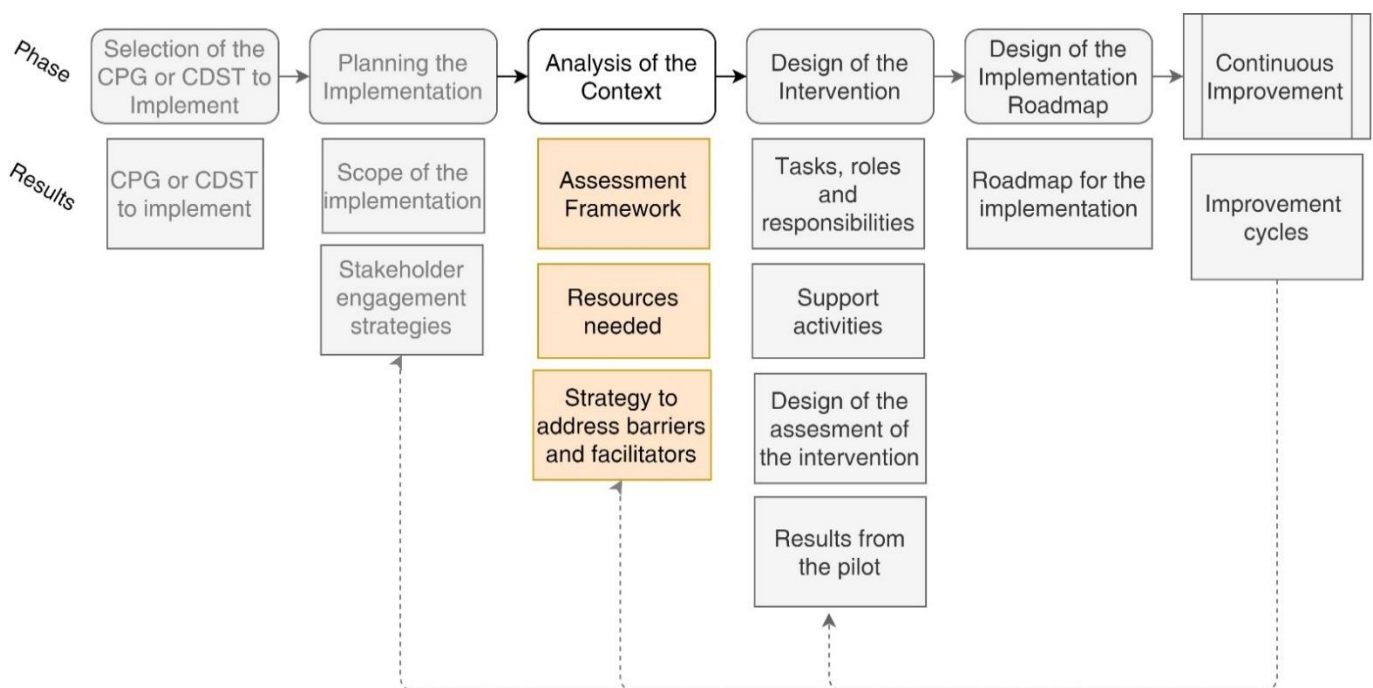 Phase
Selection of the
CPG or CDST to
Implement
Planning the
Implementation
Analysis of the
Context
Design of the
Intervention
Design of the
Implementation
Roadmap
Continuous
Improvement
Results
CPG or CDST
to implement
Scope of the
implementation
Stakeholder
engagement
strategies
Assessment
Framework
Resources
needed
Strategy to
address barriers
and facilitators
Tasks, roles
and
responsibilities
Support
activities
Design of the
assesment of
the intervention
Results from
the pilot
Roadmap for the
implementation
Improvement
cycles